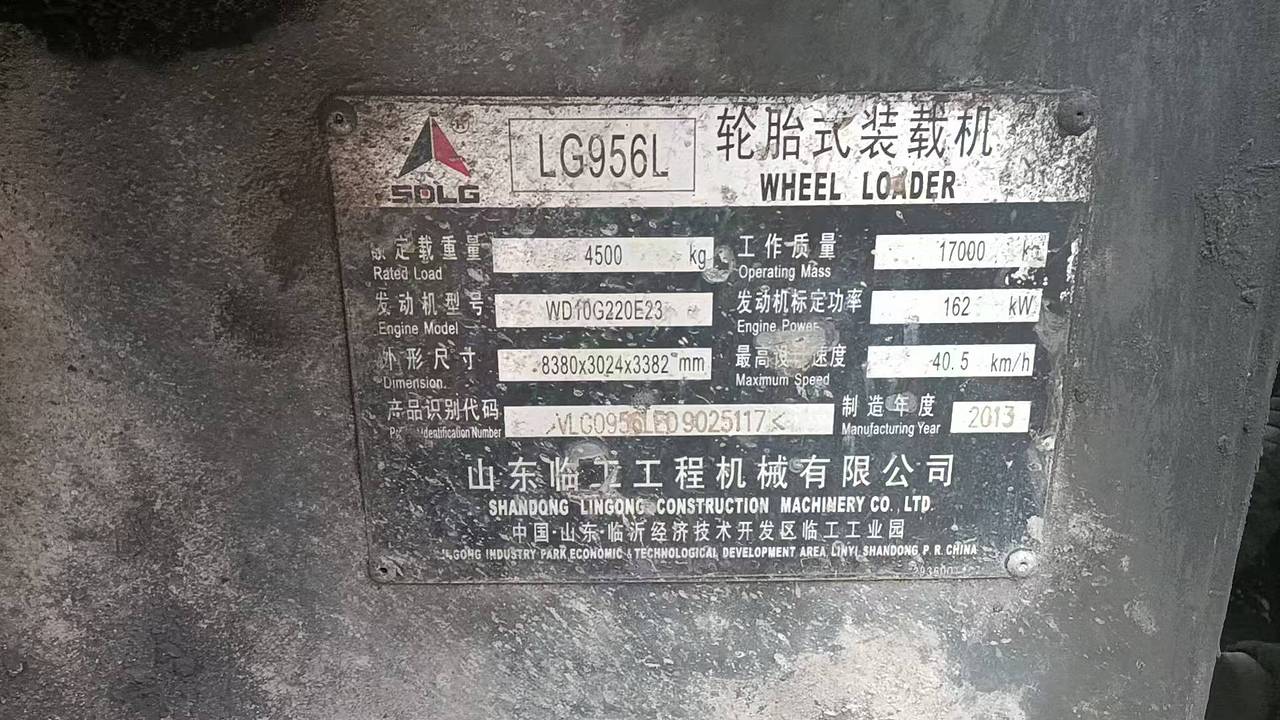 SDLG
LG956L
轮胎式装载机
WHEEL LOADER
定载重量 4500 kg 工作质量 17000 kg
Rated Load Operating Mass
发动机型号 WD10G220E23 发动机标定功率 162 kW
Engine Model Engine Power
外形尺寸 8380x3024x3382 mm 最高 速度 40.5 km/h
Dimension. Maximum Speed
产品识别代码 制造年度 2013
Identification Number Manufacturing Year
山东临工工程机械有限公司
SHANDONG LINGONG CONSTRUCTION MACHINERY CO., LTD.
中国·山东·临沂经济技术开发区临工工业园
INDUSTRY PARK ECONOMIC & TECHNOLOGICAL DEVELOPMENT AREA LINYI SHANDONG P. R. CHINA